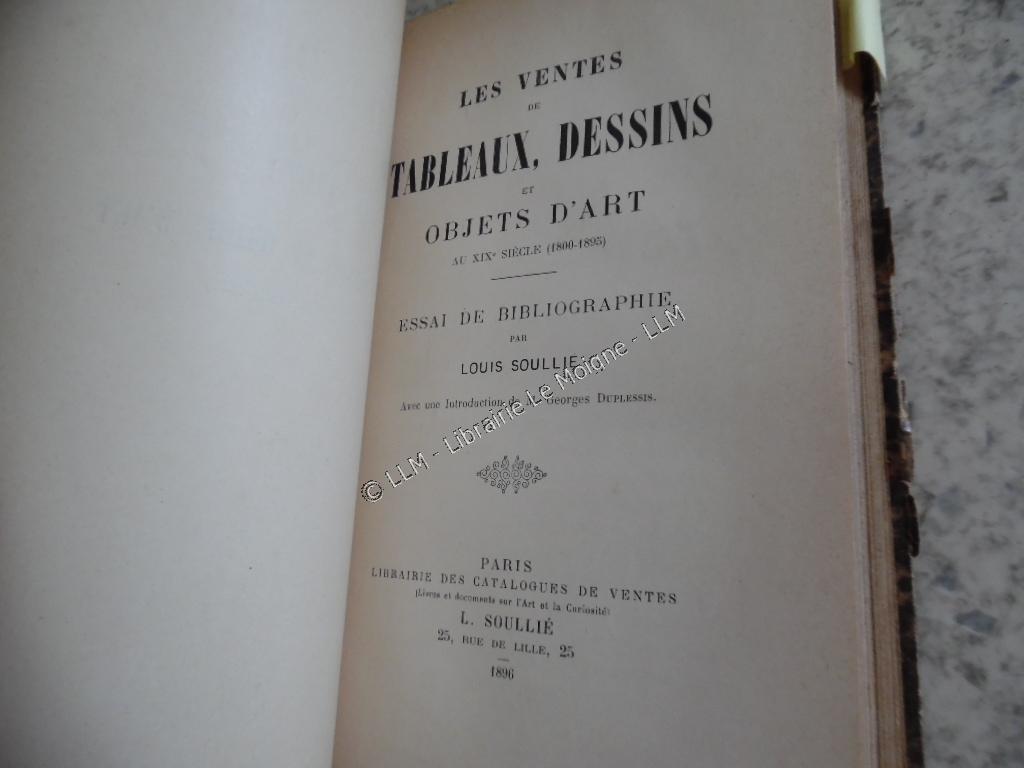 LES VENTES
DE
TABLEAUX, DESSINS
ET
OBJETS D'ART
AU XIXe SIÈCLE (1800-1895)
ESSAI DE BIBLIOGRAPHIE
PAR
LOUIS SOULLIÉ
Avec une Introduction de M. Georges DUPLESSIS.
© LLM - Librairie Le Moigne - LLM
PARIS
LIBRAIRIE DES CATALOGUES DE VENTES
(Livres et documents sur l'Art et la Curiosité)
L. SOULLIÉ
25, RUE DE LILLE, 25
1896